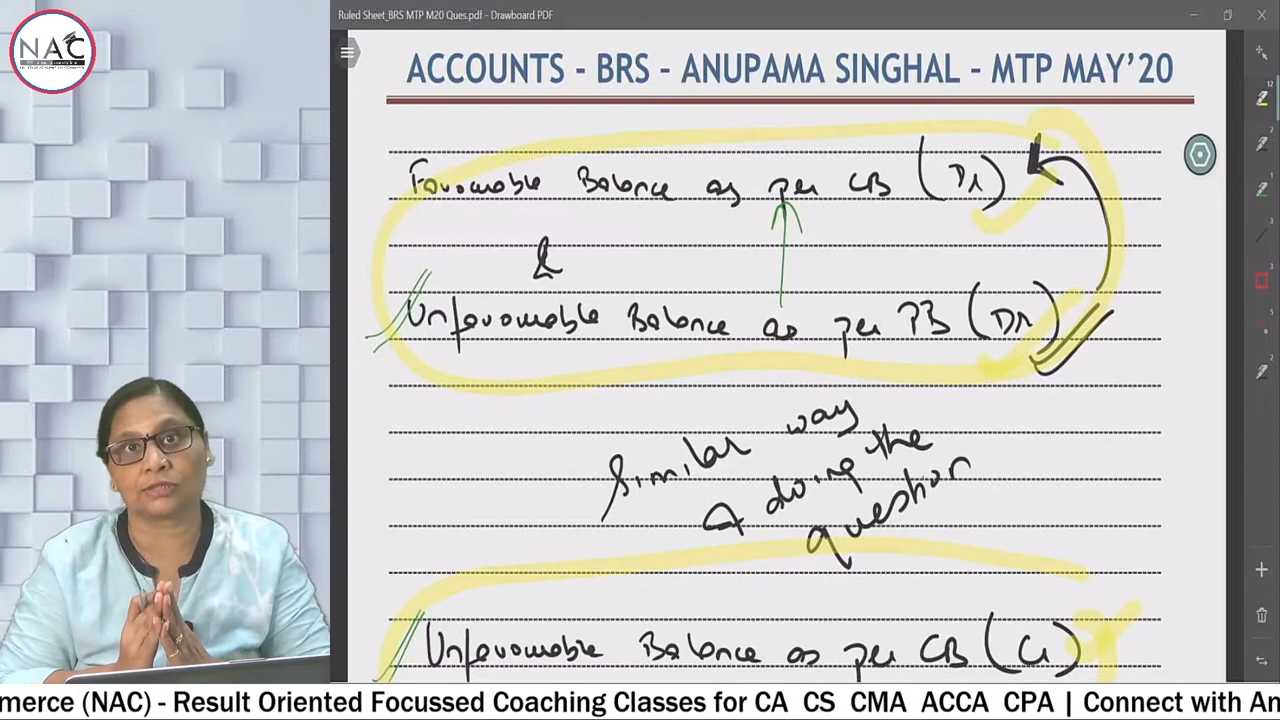 Ruled Sheet_BRS MTP M20 Ques.pdf - Drawboard PDF
NAC
ACCOUNTS - BRS - ANUPAMA SINGHAL - MTP MAY'20
Favourable Balance as per CB (Dr)
&
Unfavourable Balance as per PB (Dr)
Similar way
of doing the
question
Unfavourable Balance as per CB (Cr)
mmerce (NAC) - Result Oriented Focussed Coaching Classes for CA CS CMA ACCA CPA | Connect with An